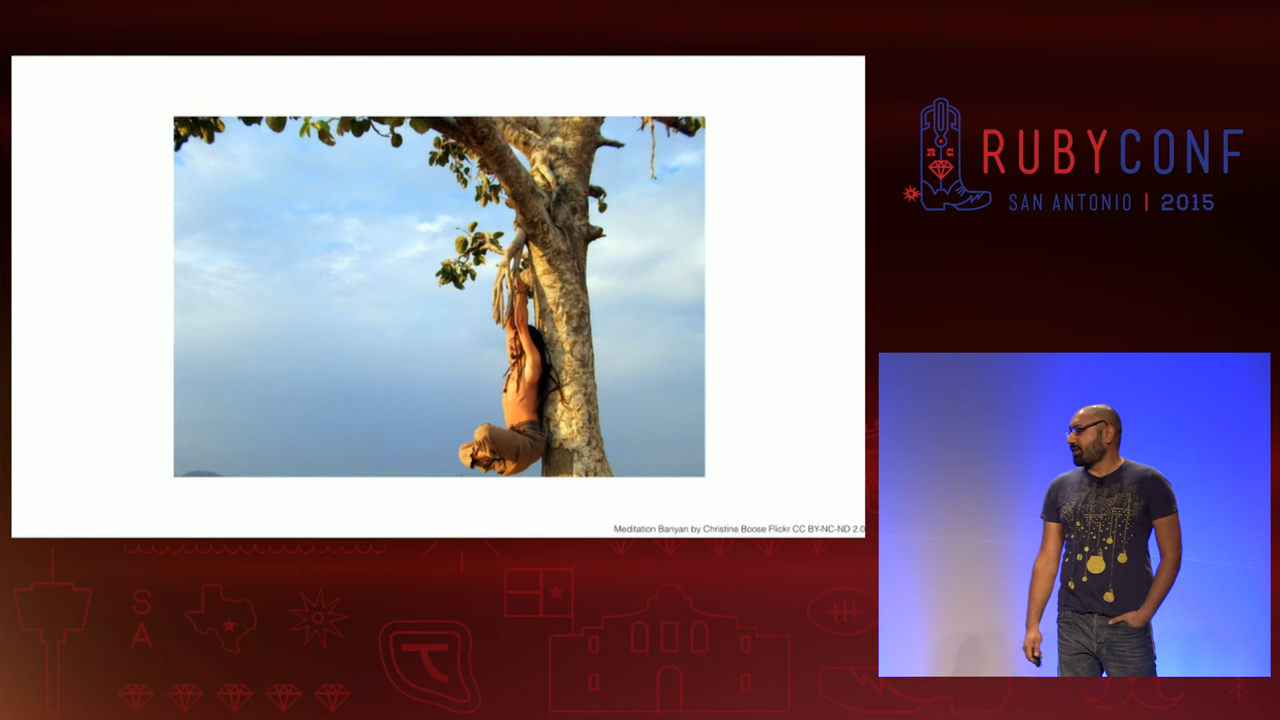 RUBYCONF
SAN ANTONIO | 2015
Meditation Banyan by Christine Boose Flickr CC BY-NC-ND 2.0
S
A